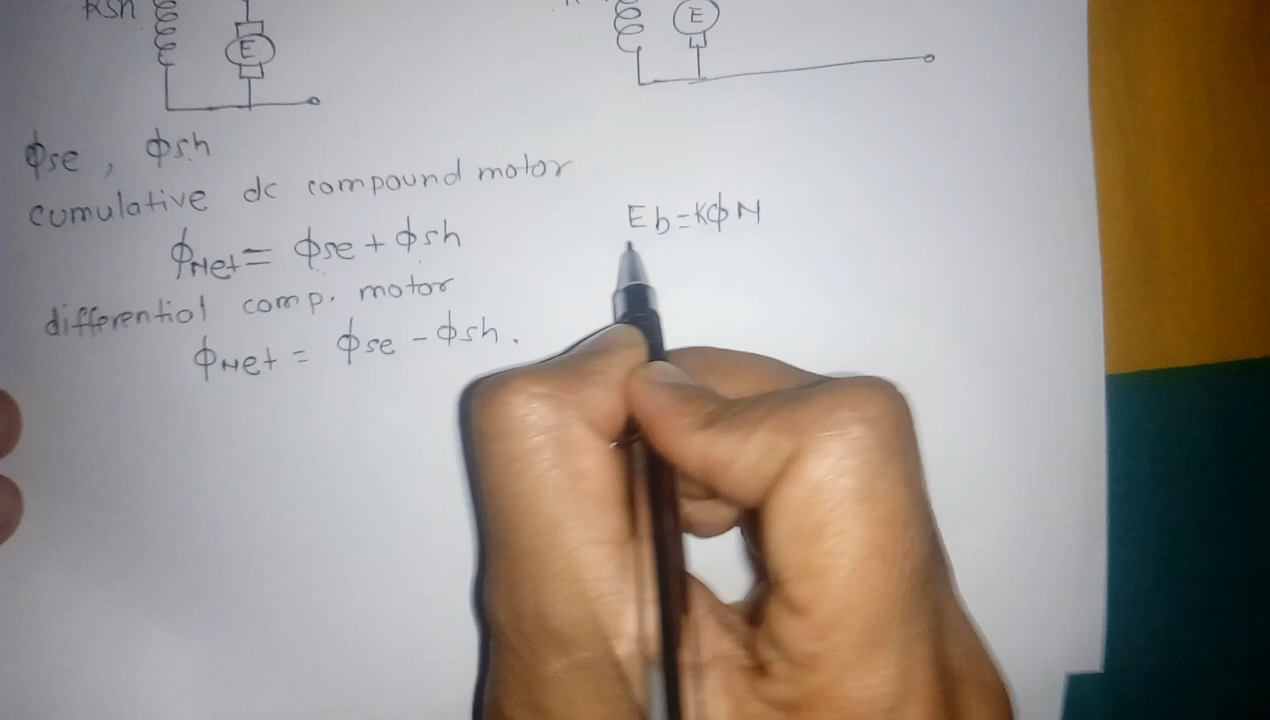 Rsh
E
E
ϕse , ϕsh
cumulative dc compound motor
ϕNet = ϕse + ϕsh
Eb = KϕN
differential comp. motor
ϕNet = ϕse - ϕsh.